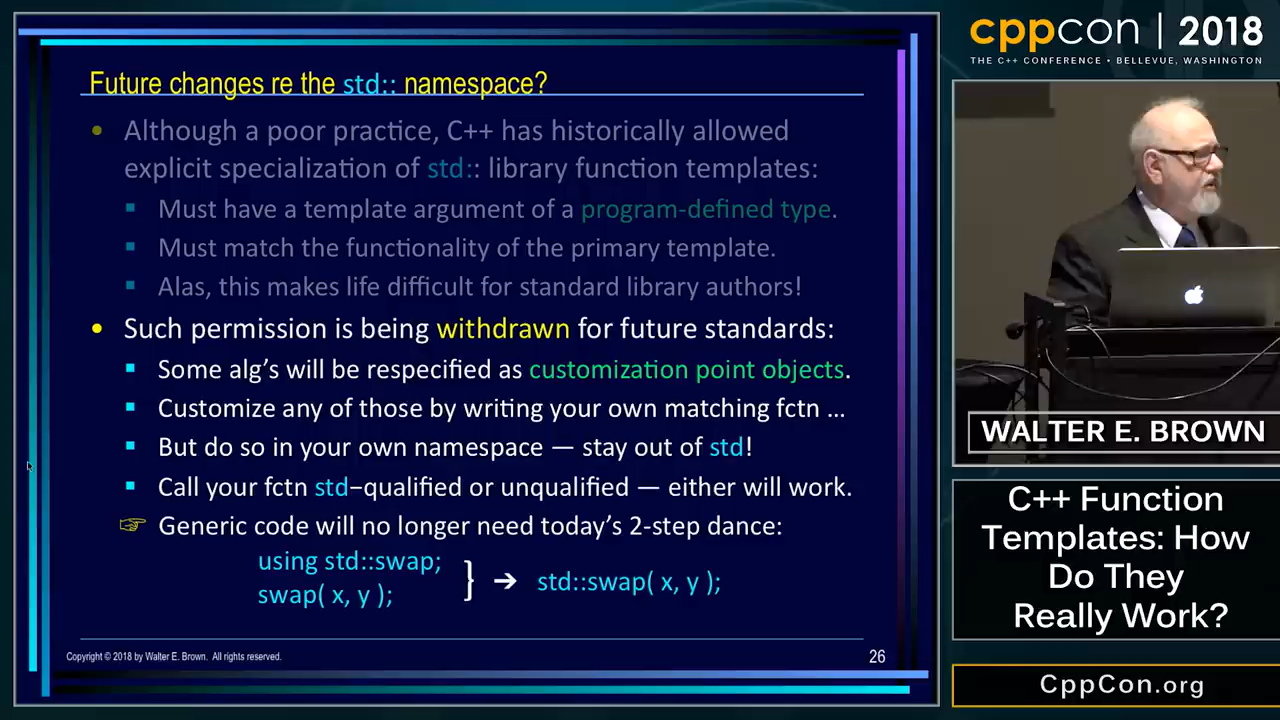 Future changes re the std:: namespace?
• Although a poor practice, C++ has historically allowed
explicit specialization of std:: library function templates:
▪ Must have a template argument of a program-defined type.
▪ Must match the functionality of the primary template.
▪ Alas, this makes life difficult for standard library authors!
• Such permission is being withdrawn for future standards:
▪ Some alg's will be respecified as customization point objects.
▪ Customize any of those by writing your own matching fctn …
▪ But do so in your own namespace — stay out of std!
▪ Call your fctn std–qualified or unqualified — either will work.
☞ Generic code will no longer need today's 2-step dance:
using std::swap;
swap( x, y );
} ➔ std::swap( x, y );
Copyright © 2018 by Walter E. Brown. All rights reserved.
26
cppcon | 2018
THE C++ CONFERENCE • BELLEVUE, WASHINGTON
WALTER E. BROWN
C++ Function
Templates: How
Do They
Really Work?
CppCon.org